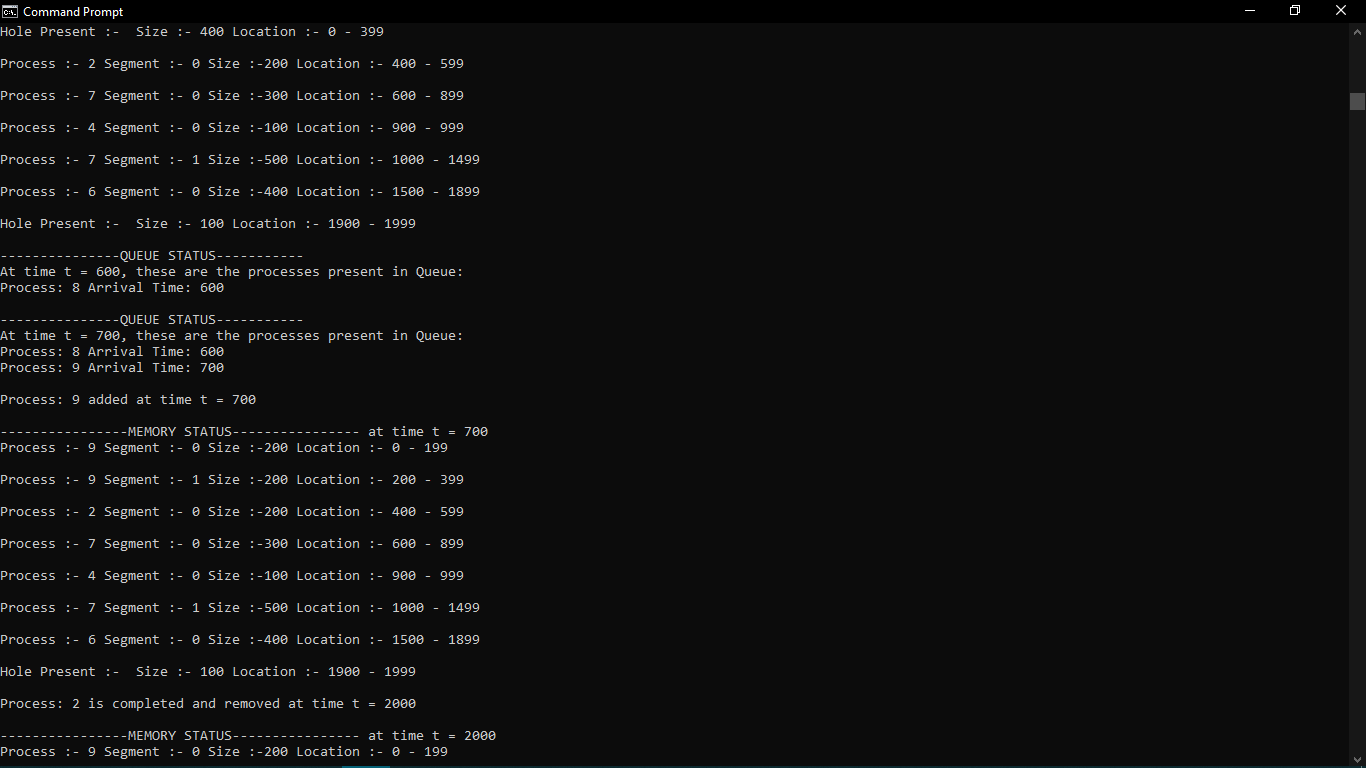 Command Prompt
Hole Present :-  Size :- 400 Location :- 0 - 399
Process :- 2 Segment :- 0 Size :-200 Location :- 400 - 599
Process :- 7 Segment :- 0 Size :-300 Location :- 600 - 899
Process :- 4 Segment :- 0 Size :-100 Location :- 900 - 999
Process :- 7 Segment :- 1 Size :-500 Location :- 1000 - 1499
Process :- 6 Segment :- 0 Size :-400 Location :- 1500 - 1899
Hole Present :-  Size :- 100 Location :- 1900 - 1999
---------------QUEUE STATUS-----------
At time t = 600, these are the processes present in Queue:
Process: 8 Arrival Time: 600
---------------QUEUE STATUS-----------
At time t = 700, these are the processes present in Queue:
Process: 8 Arrival Time: 600
Process: 9 Arrival Time: 700
Process: 9 added at time t = 700
----------------MEMORY STATUS---------------- at time t = 700
Process :- 9 Segment :- 0 Size :-200 Location :- 0 - 199
Process :- 9 Segment :- 1 Size :-200 Location :- 200 - 399
Process :- 2 Segment :- 0 Size :-200 Location :- 400 - 599
Process :- 7 Segment :- 0 Size :-300 Location :- 600 - 899
Process :- 4 Segment :- 0 Size :-100 Location :- 900 - 999
Process :- 7 Segment :- 1 Size :-500 Location :- 1000 - 1499
Process :- 6 Segment :- 0 Size :-400 Location :- 1500 - 1899
Hole Present :-  Size :- 100 Location :- 1900 - 1999
Process: 2 is completed and removed at time t = 2000
----------------MEMORY STATUS---------------- at time t = 2000
Process :- 9 Segment :- 0 Size :-200 Location :- 0 - 199